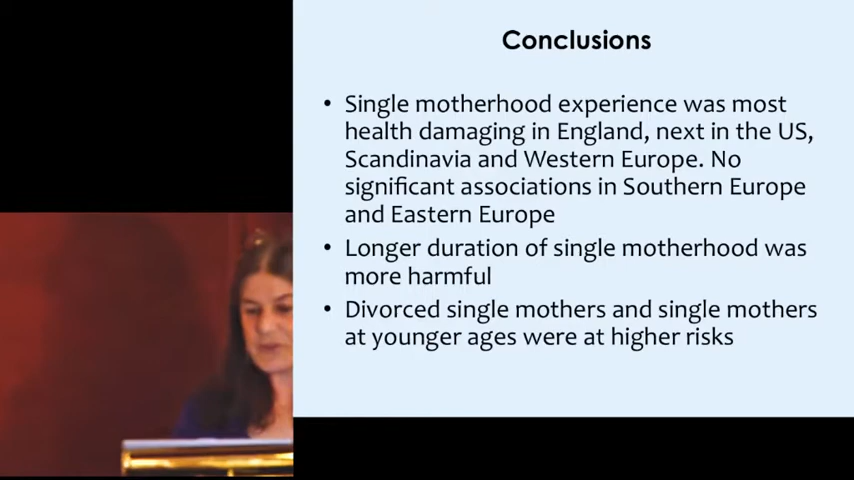 Conclusions
• Single motherhood experience was most
health damaging in England, next in the US,
Scandinavia and Western Europe. No
significant associations in Southern Europe
and Eastern Europe
• Longer duration of single motherhood was
more harmful
• Divorced single mothers and single mothers
at younger ages were at higher risks